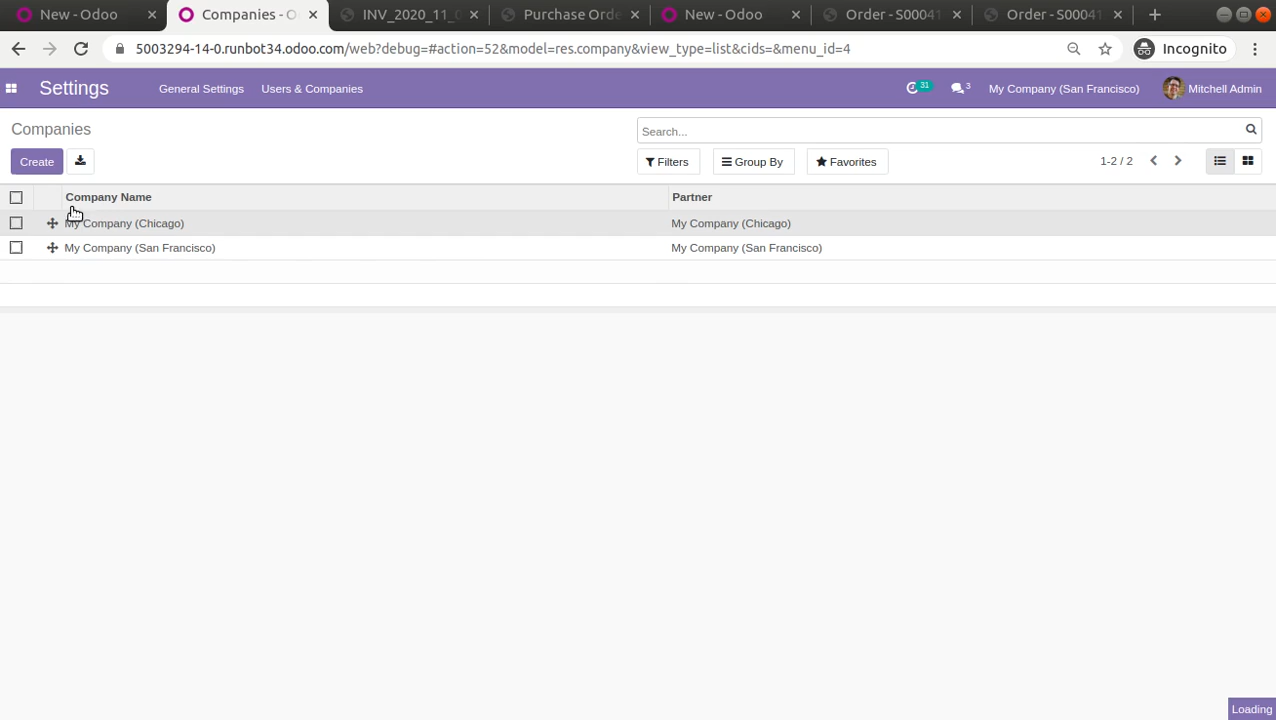 New - Odoo
Companies - O
INV_2020_11_0
Purchase Orde
New - Odoo
Order - S00041
Order - S00041
5003294-14-0.runbot34.odoo.com/web?debug=#action=52&model=res.company&view_type=list&cids=&menu_id=4
Incognito
Settings
General Settings
Users & Companies
31
3
My Company (San Francisco)
Mitchell Admin
Companies
Search...
Create
Filters
Group By
Favorites
1-2 / 2
Company Name
Partner
My Company (Chicago)
My Company (Chicago)
My Company (San Francisco)
My Company (San Francisco)
Loading